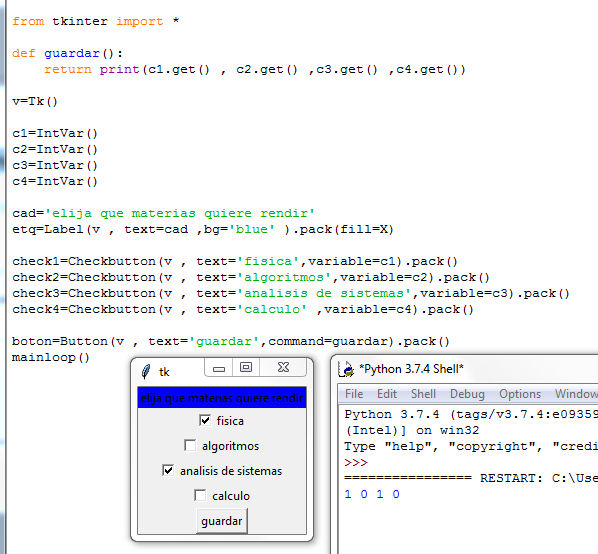 from tkinter import *
def guardar():
return print(c1.get() , c2.get() ,c3.get() ,c4.get())
v=Tk()
c1=IntVar()
c2=IntVar()
c3=IntVar()
c4=IntVar()
cad='elija que materias quiere rendir'
etq=Label(v , text=cad ,bg='blue' ).pack(fill=X)
check1=Checkbutton(v , text='fisica',variable=c1).pack()
check2=Checkbutton(v , text='algoritmos',variable=c2).pack()
check3=Checkbutton(v , text='analisis de sistemas',variable=c3).pack()
check4=Checkbutton(v , text='calculo' ,variable=c4).pack()
boton=Button(v , text='guardar',command=guardar).pack()
mainloop()
tk
elija que materias quiere rendir
fisica
algoritmos
analisis de sistemas
calculo
guardar
*Python 3.7.4 Shell*
File Edit Shell Debug Options Window
Python 3.7.4 (tags/v3.7.4:e09359
(Intel)] on win32
Type "help", "copyright", "credi
>>>
================ RESTART: C:\Use
1 0 1 0